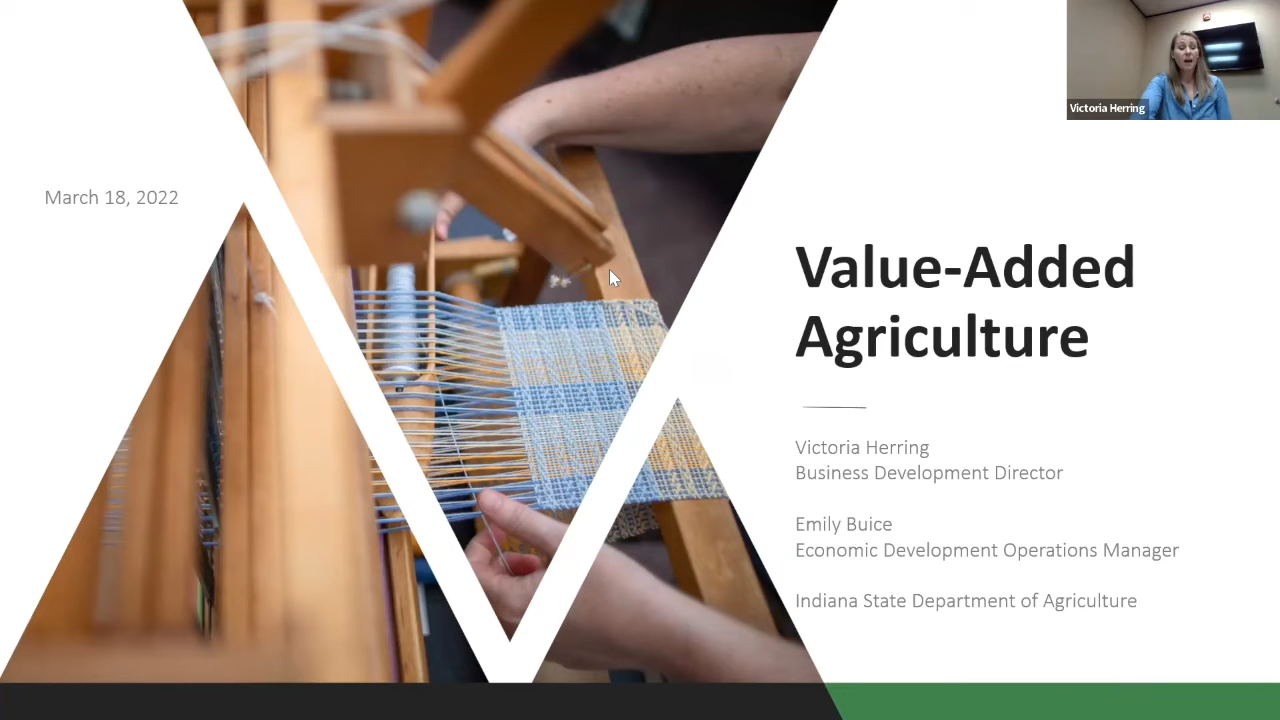 Victoria Herring
March 18, 2022
Value-Added
Agriculture
Victoria Herring
Business Development Director
Emily Buice
Economic Development Operations Manager
Indiana State Department of Agriculture